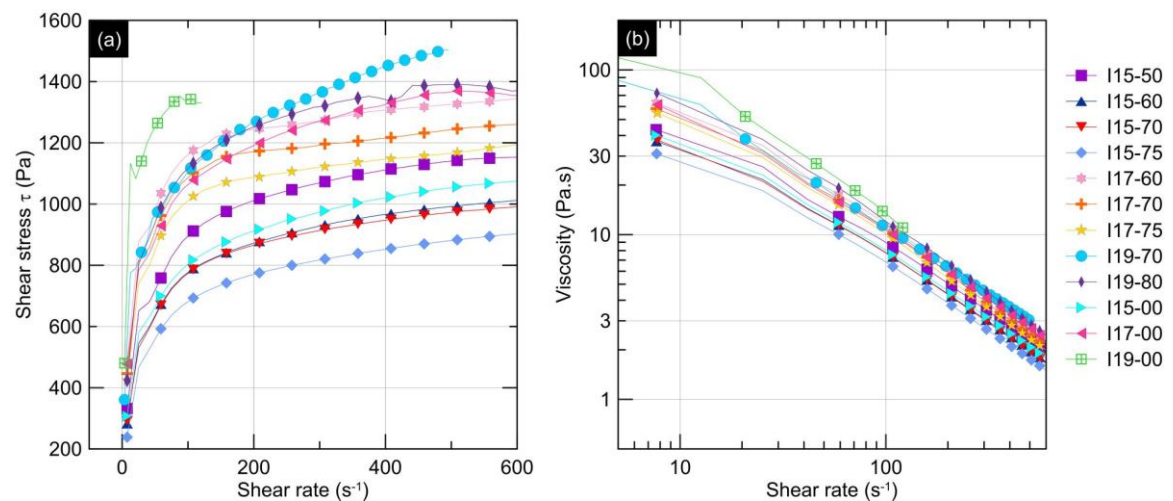 (a)
1600
1400
1200
1000
800
600
400
200
0 200 400 600
Shear stress τ (Pa)
Shear rate (s⁻¹)
(b)
100
30
10
3
1
10 100
Viscosity (Pa.s)
Shear rate (s⁻¹)
I15-50
I15-60
I15-70
I15-75
I17-60
I17-70
I17-75
I19-70
I19-80
I15-00
I17-00
I19-00